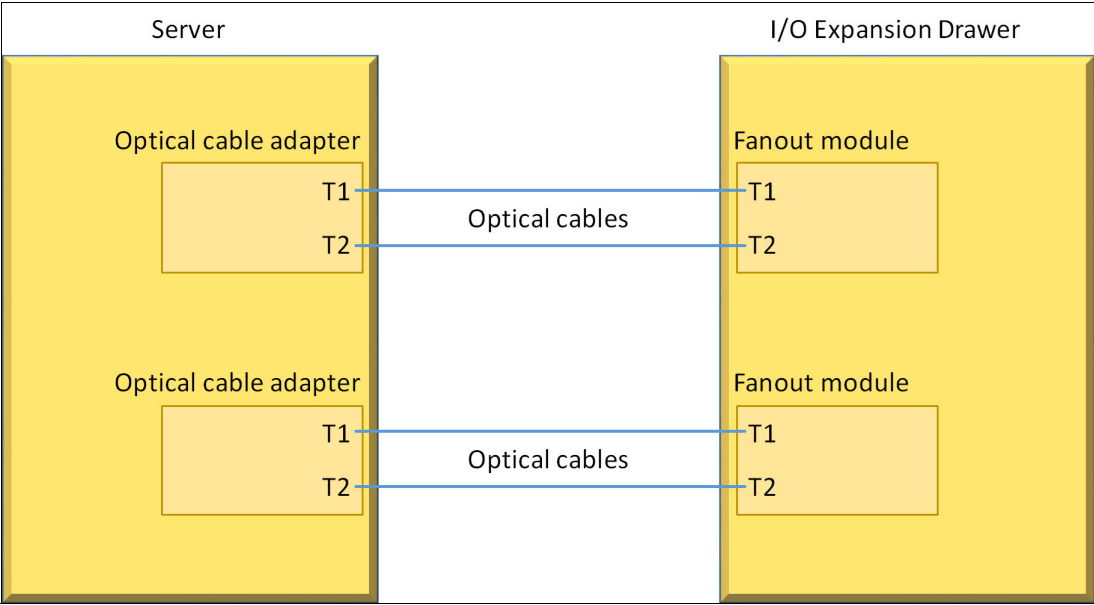 Server
I/O Expansion Drawer
Optical cable adapter
Fanout module
T1
T1
Optical cables
T2
T2
Optical cable adapter
Fanout module
T1
T1
Optical cables
T2
T2